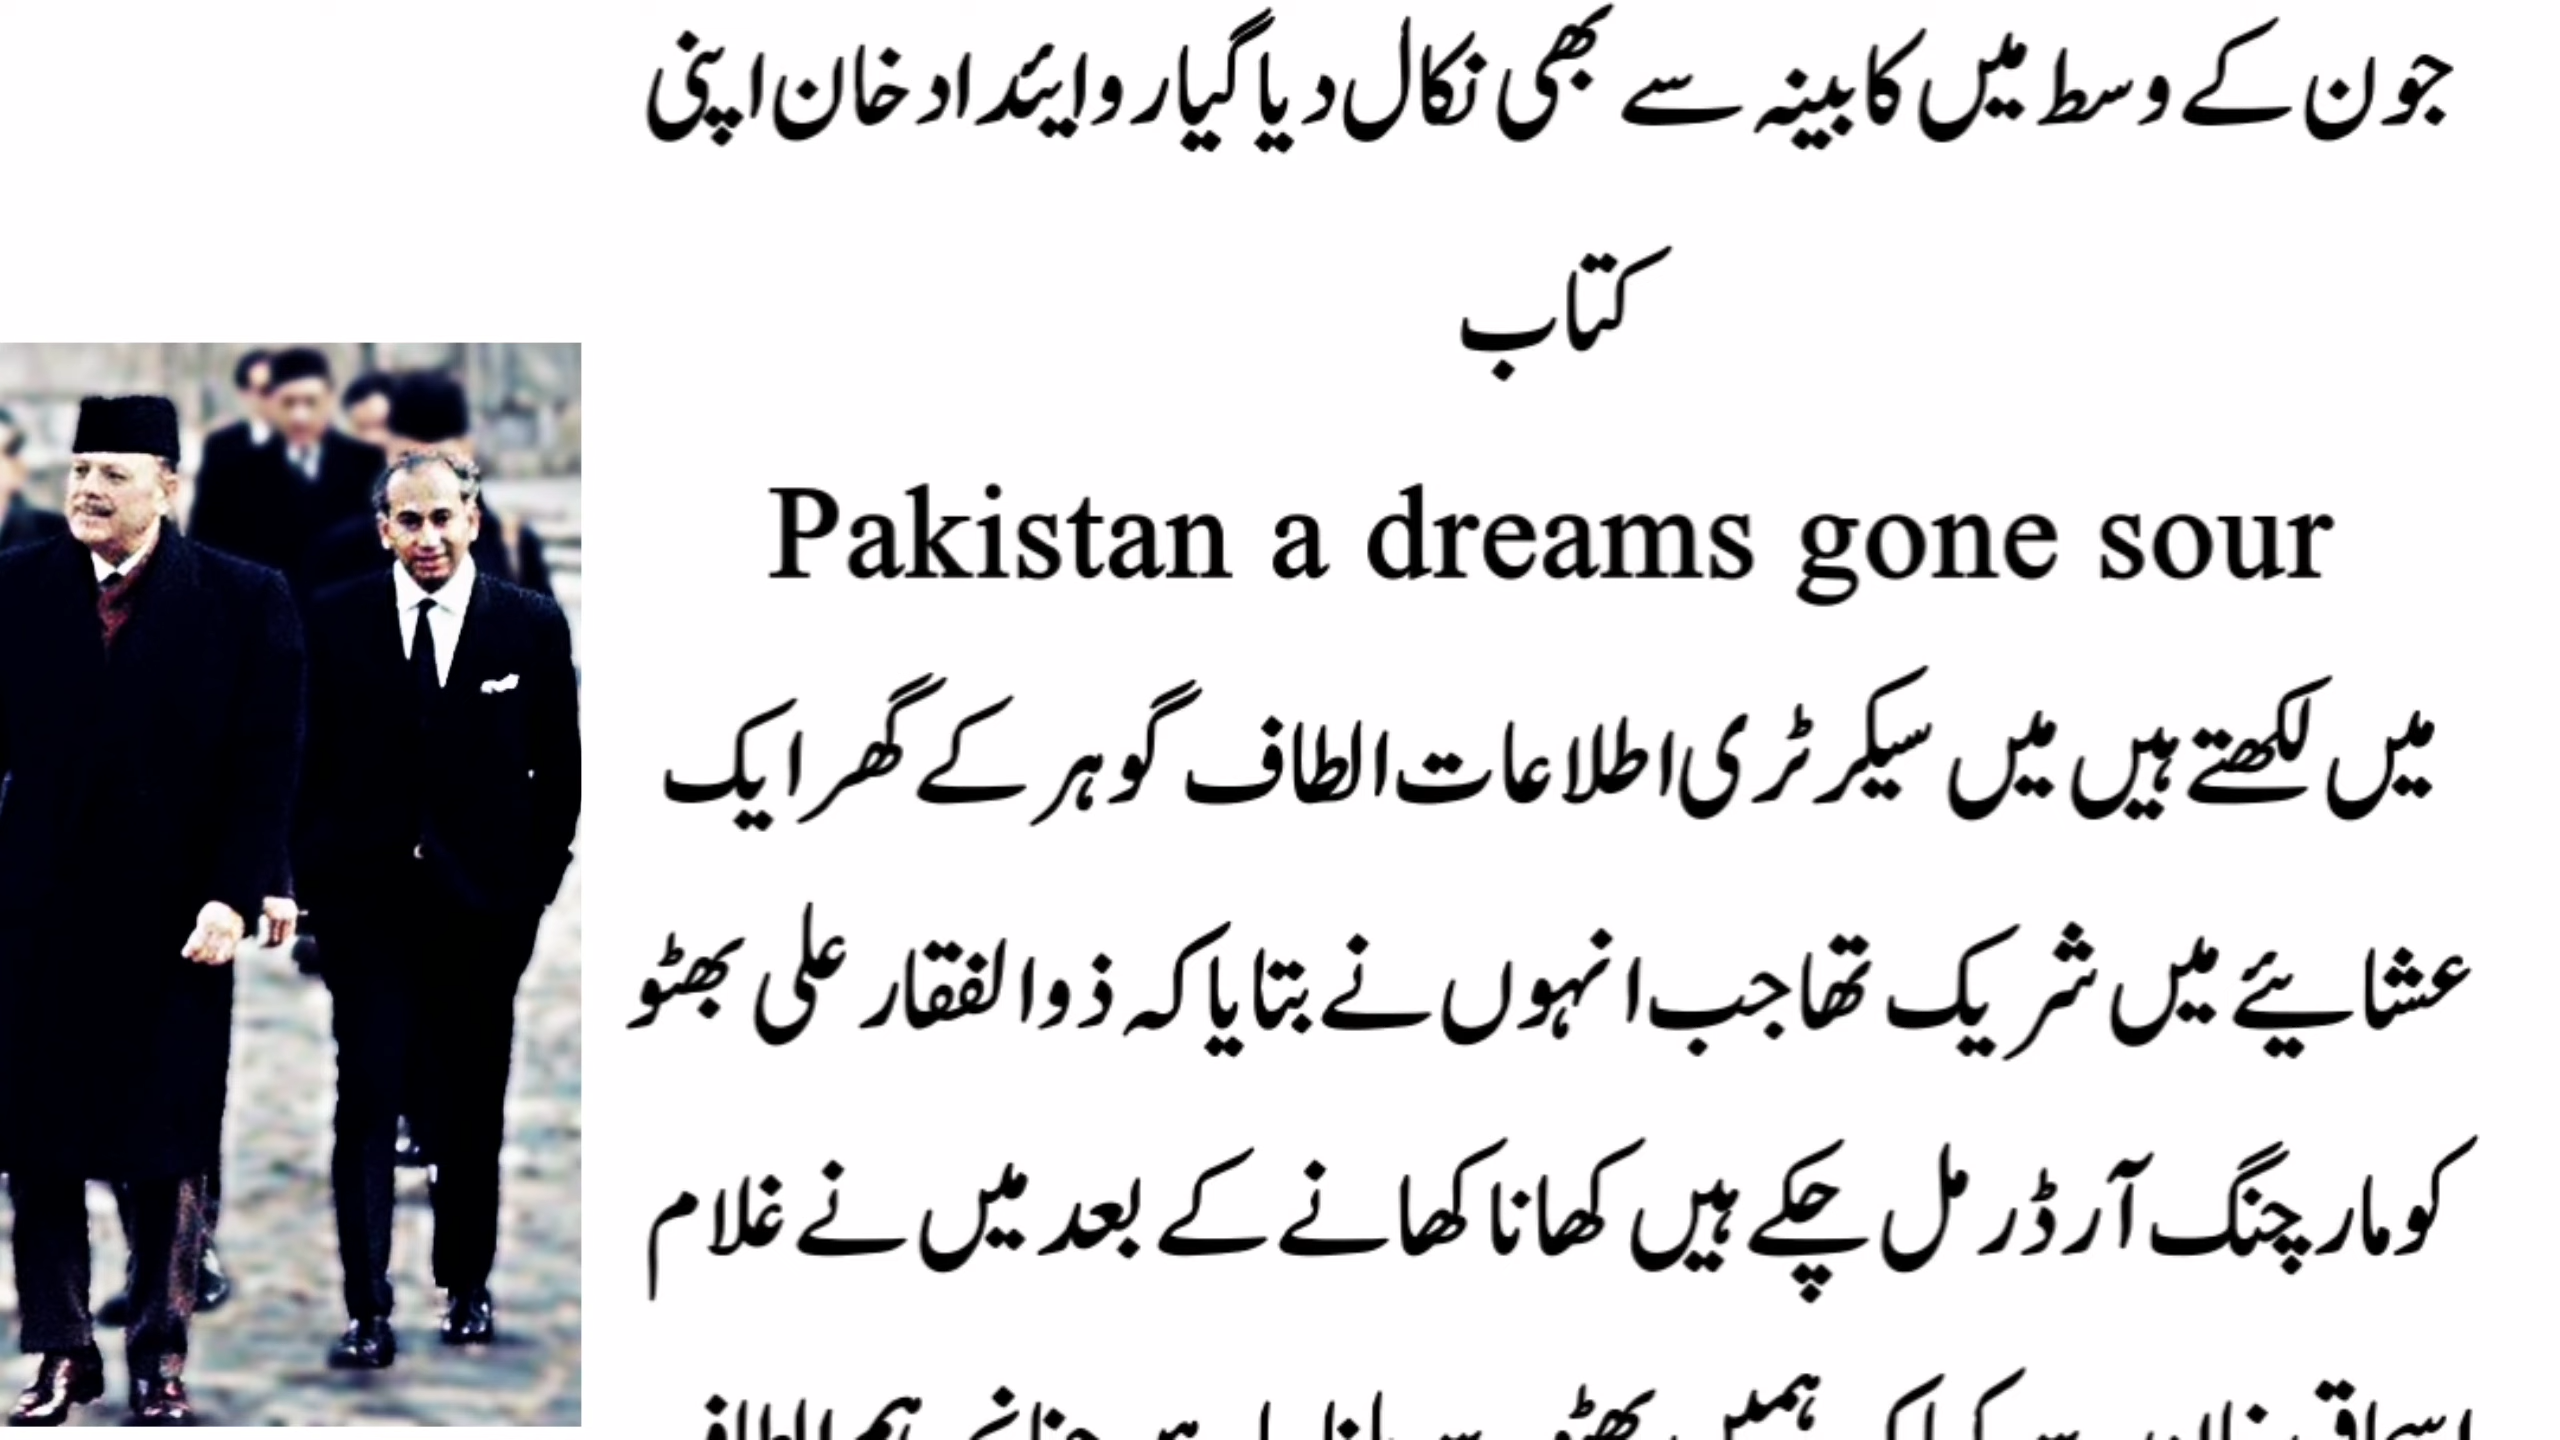 جون کے وسط میں کابینہ سے بھی نکال دیا گیا روایئداد خان اپنی
کتاب
Pakistan a dreams gone sour
میں لکھتے ہیں میں سیکرٹری اطلاعات الطاف گوہر کے گھر ایک
عشایئے میں شریک تھا جب انہوں نے بتایا کہ ذوالفقار علی بھٹو
کو مارچنگ آرڈر مل چکے ہیں کھانا کھانے کے بعد میں نے غلام